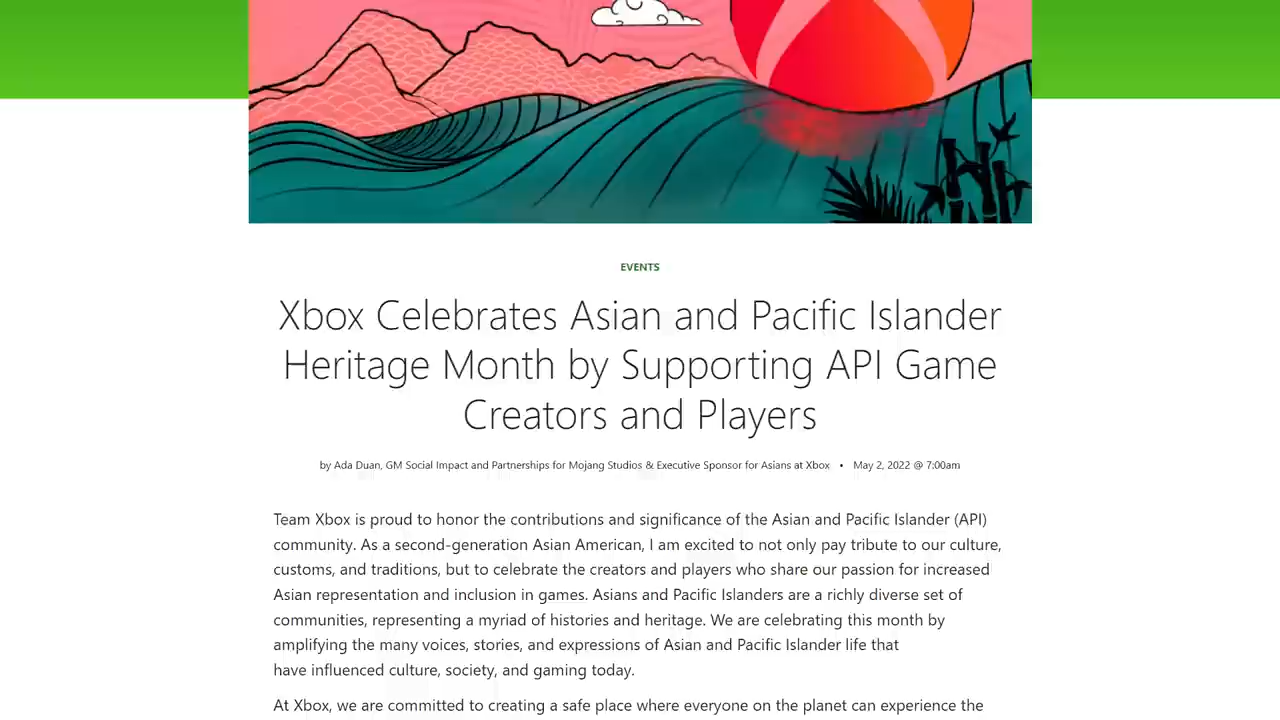 EVENTS
Xbox Celebrates Asian and Pacific Islander
Heritage Month by Supporting API Game
Creators and Players
by Ada Duan, GM Social Impact and Partnerships for Mojang Studios & Executive Sponsor for Asians at Xbox • May 2, 2022 @ 7:00am
Team Xbox is proud to honor the contributions and significance of the Asian and Pacific Islander (API)
community. As a second-generation Asian American, I am excited to not only pay tribute to our culture,
customs, and traditions, but to celebrate the creators and players who share our passion for increased
Asian representation and inclusion in games. Asians and Pacific Islanders are a richly diverse set of
communities, representing a myriad of histories and heritage. We are celebrating this month by
amplifying the many voices, stories, and expressions of Asian and Pacific Islander life that
have influenced culture, society, and gaming today.
At Xbox, we are committed to creating a safe place where everyone on the planet can experience the